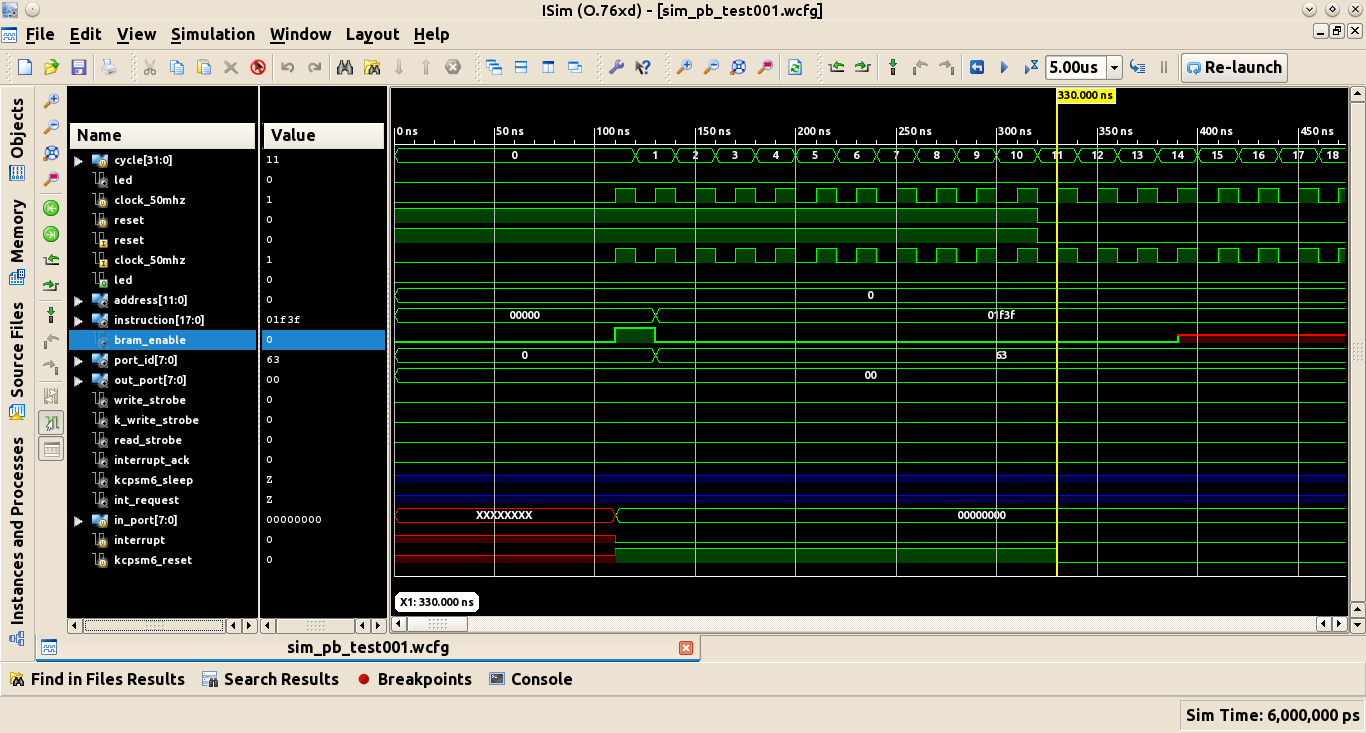 ISim (O.76xd) - [sim_pb_test001.wcfg]
File Edit View Simulation Window Layout Help
5.00us Re-launch
330.000 ns
Name Value
0 ns 50 ns 100 ns 150 ns 200 ns 250 ns 300 ns 350 ns 400 ns 450 ns
cycle[31:0] 11 0 1 2 3 4 5 6 7 8 9 10 11 12 13 14 15 16 17 18
led 0
clock_50mhz 1
reset 0
reset 0
clock_50mhz 1
led 0
address[11:0] 0 0
instruction[17:0] 01f3f 00000 01f3f
bram_enable 0
port_id[7:0] 63 0 63
out_port[7:0] 00 00
write_strobe 0
k_write_strobe 0
read_strobe 0
interrupt_ack 0
kcpsm6_sleep Z
int_request Z
in_port[7:0] 00000000 XXXXXXXX 00000000
interrupt 0
kcpsm6_reset 0
X1: 330.000 ns
Objects
Memory
Source Files
Instances and Processes
sim_pb_test001.wcfg
Find in Files Results Search Results Breakpoints Console
Sim Time: 6,000,000 ps